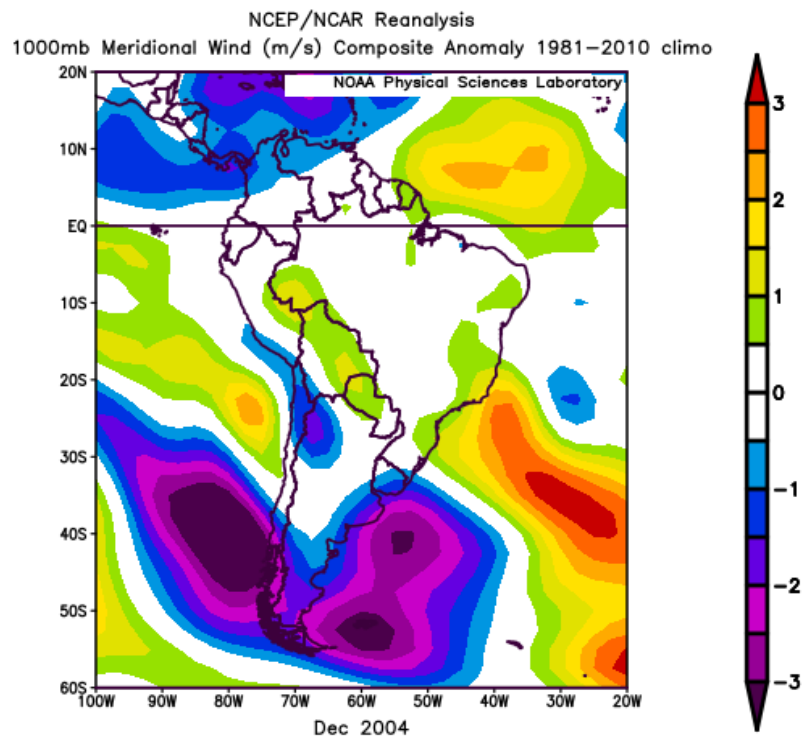 NCEP/NCAR Reanalysis
1000mb Meridional Wind (m/s) Composite Anomaly 1981−2010 climo
NOAA Physical Sciences Laboratory
20N
10N
EQ
10S
20S
30S
40S
50S
60S
100W 90W 80W 70W 60W 50W 40W 30W 20W
Dec 2004
3
2
1
0
−1
−2
−3